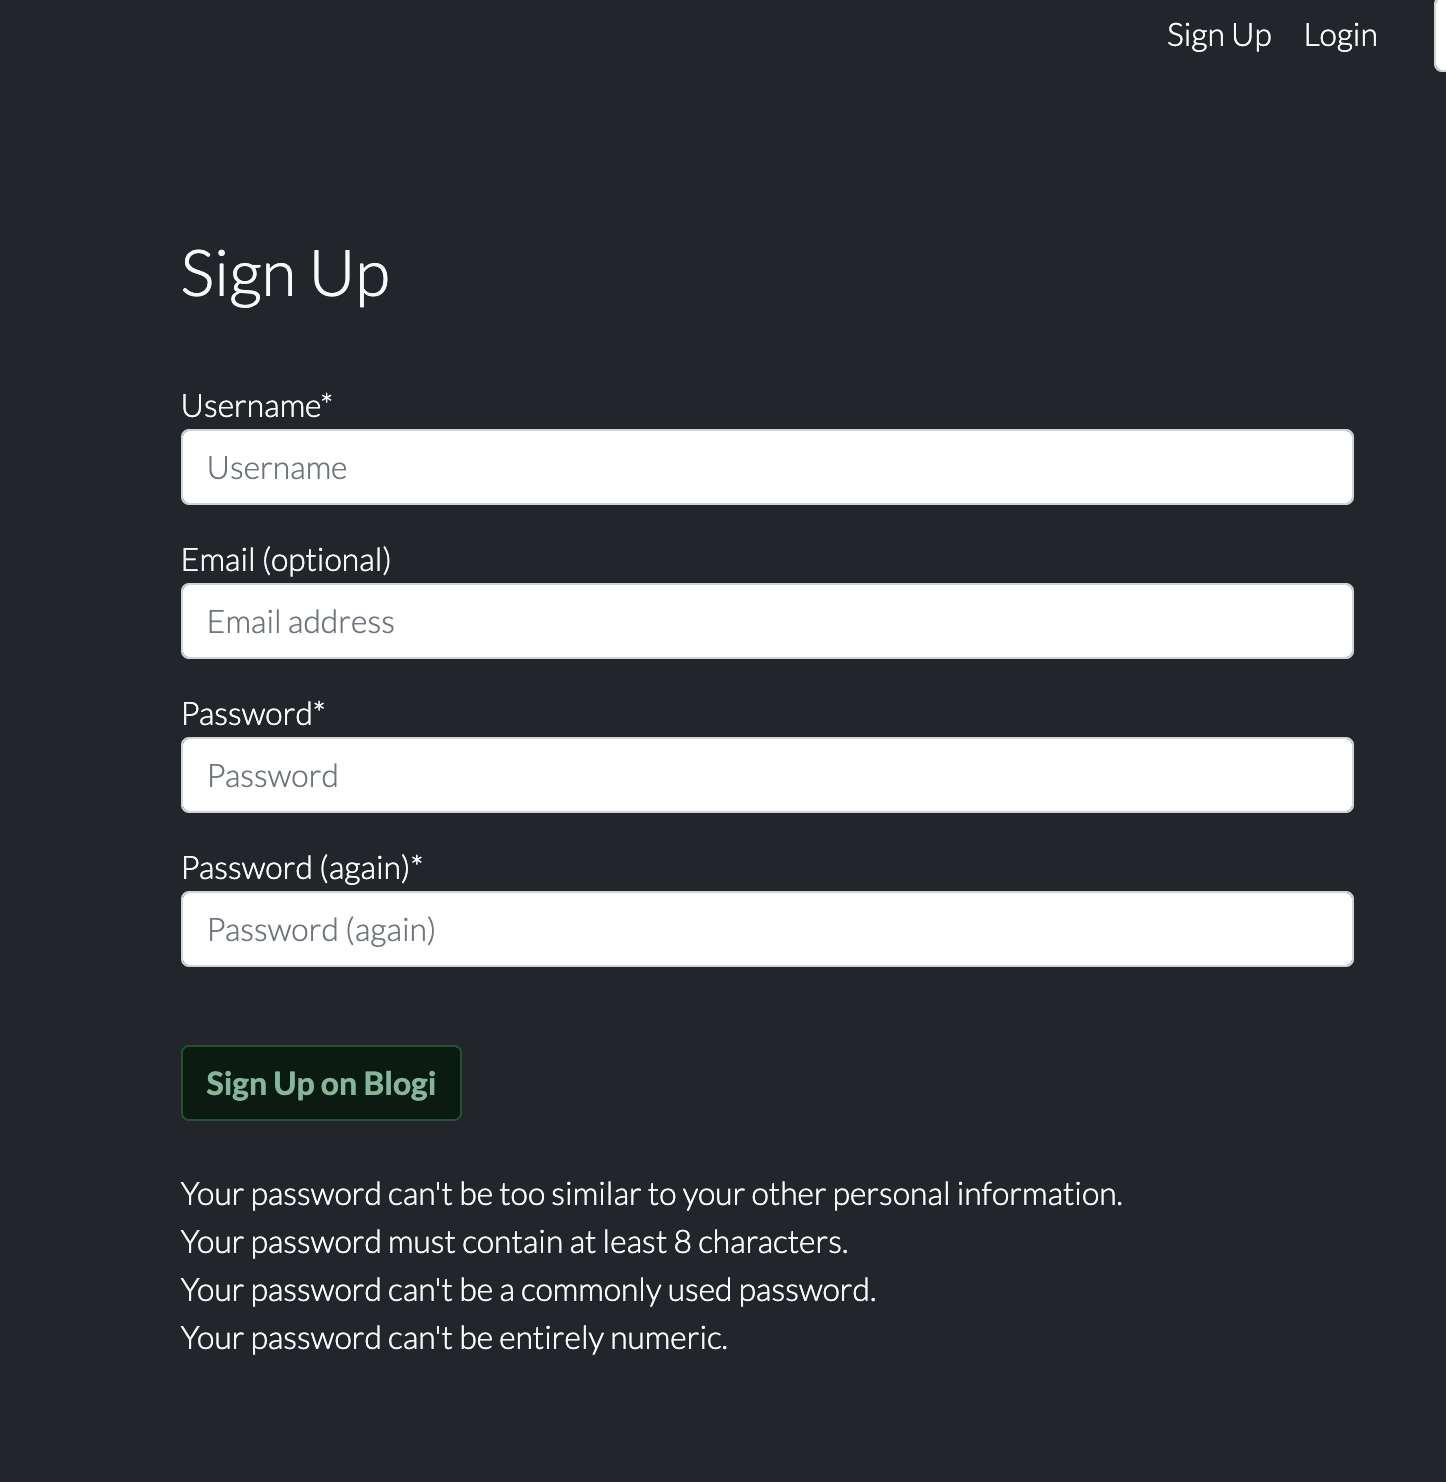 Sign Up Login
Sign Up
Username*
Username
Email (optional)
Email address
Password*
Password
Password (again)*
Password (again)
Sign Up on Blogi
Your password can't be too similar to your other personal information.
Your password must contain at least 8 characters.
Your password can't be a commonly used password.
Your password can't be entirely numeric.